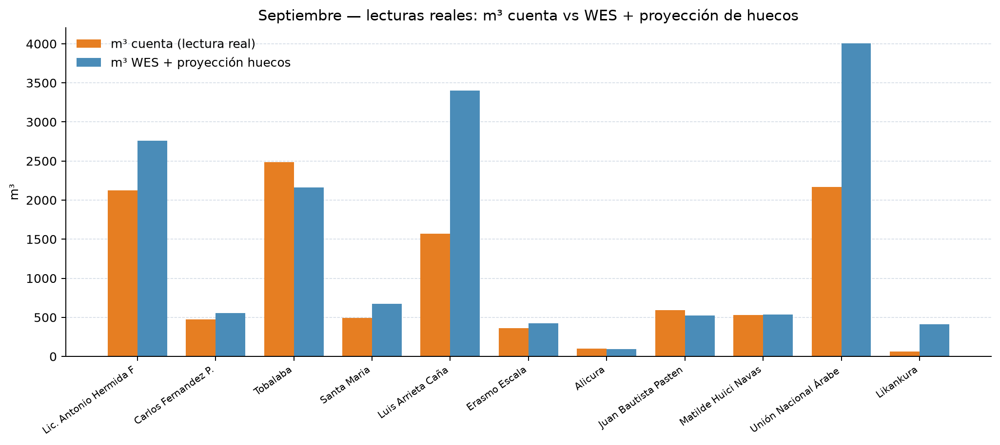 Septiembre — lecturas reales: m³ cuenta vs WES + proyección de huecos
m³ cuenta (lectura real)
m³ WES + proyección huecos
m³
4000
3500
3000
2500
2000
1500
1000
500
0
Lic. Antonio Hermida F
Carlos Fernandez P.
Tobalaba
Santa Maria
Luis Arrieta Caña
Erasmo Escala
Alicura
Juan Bautista Pasten
Matilde Huici Navas
Unión Nacional Árabe
Likankura